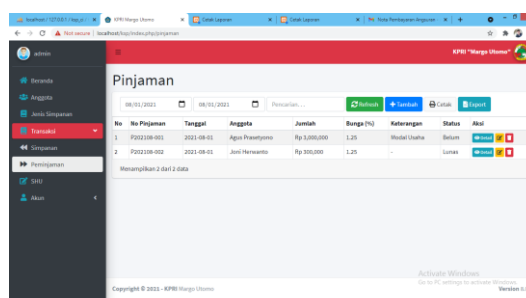 localhost / 127.0.0.1 / ksp_o
KPRI Margo Utomo
Cetak Laporan
Cetak Laporan
Nota Pembayaran Angsuran
Not secure | localhost/ksp/index.php/pinjaman
admin
KPRI "Margo Utomo"
Beranda
Anggota
Jenis Simpanan
Transaksi
Simpanan
Peminjaman
SHU
Akun
Pinjaman
08/01/2021
08/01/2021
Pencarian....
Refresh
Tambah
Cetak
Export
No No Pinjaman Tanggal Anggota Jumlah Bunga (%) Keterangan Status Aksi
1 P202108-001 2021-08-01 Agus Prasetyono Rp 3,000,000 1.25 Modal Usaha Belum Detail
2 P202108-002 2021-08-01 Joni Herwanto Rp 300,000 1.25 - Lunas Detail
Menampilkan 2 dari 2 data
Activate Windows
Go to PC settings to activate Windows.
Copyright © 2021 - KPRI Margo Utomo
Version